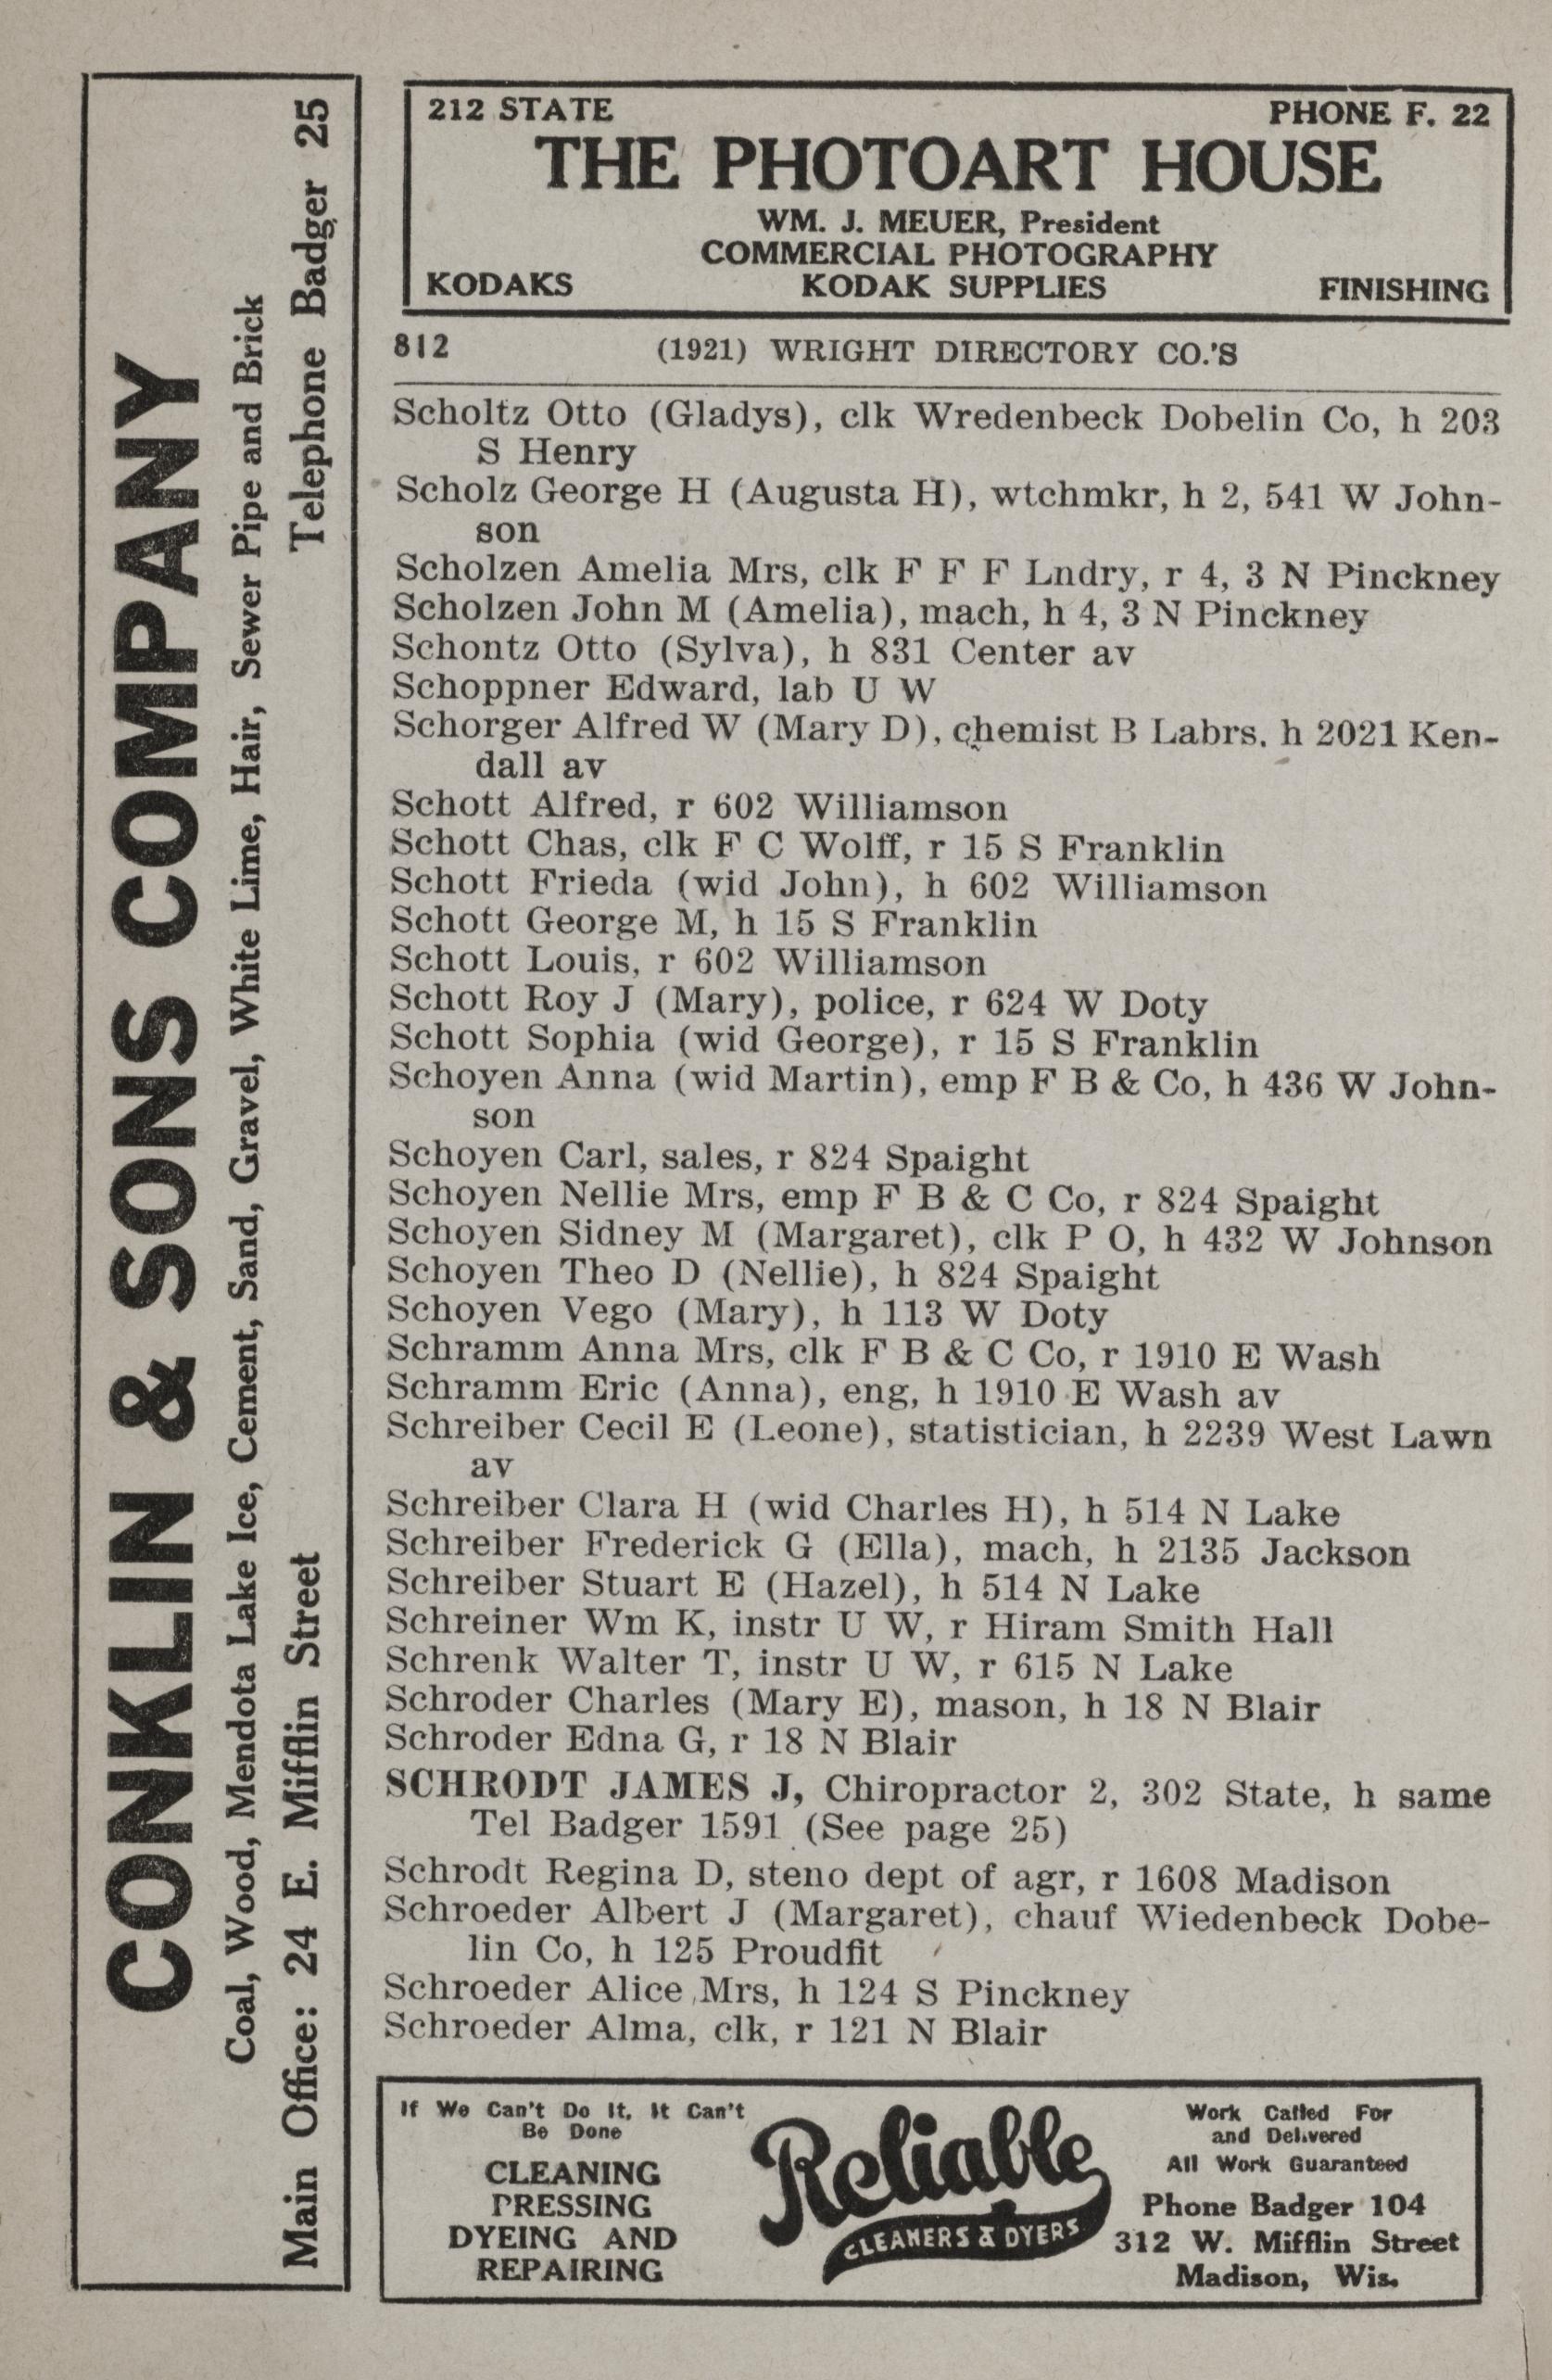 CONKLIN & SONS COMPANY
Coal, Wood, Mendota Lake Ice, Cement, Sand, Gravel, White Lime, Hair, Sewer Pipe and Brick
Main Office: 24 E. Mifflin Street Telephone Badger 25
212 STATE PHONE F. 22
THE PHOTOART HOUSE
WM. J. MEUER, President
COMMERCIAL PHOTOGRAPHY
KODAKS KODAK SUPPLIES FINISHING
812 (1921) WRIGHT DIRECTORY CO.'S
Scholtz Otto (Gladys), clk Wredenbeck Dobelin Co, h 203
S Henry
Scholz George H (Augusta H), wtchmkr, h 2, 541 W John-
son
Scholzen Amelia Mrs, clk F F F Lndry, r 4, 3 N Pinckney
Scholzen John M (Amelia), mach, h 4, 3 N Pinckney
Schontz Otto (Sylva), h 831 Center av
Schoppner Edward, lab U W
Schorger Alfred W (Mary D), chemist B Labrs. h 2021 Ken-
dall av
Schott Alfred, r 602 Williamson
Schott Chas, clk F C Wolff, r 15 S Franklin
Schott Frieda (wid John), h 602 Williamson
Schott George M, h 15 S Franklin
Schott Louis, r 602 Williamson
Schott Roy J (Mary), police, r 624 W Doty
Schott Sophia (wid George), r 15 S Franklin
Schoyen Anna (wid Martin), emp F B & Co, h 436 W John-
son
Schoyen Carl, sales, r 824 Spaight
Schoyen Nellie Mrs, emp F B & C Co, r 824 Spaight
Schoyen Sidney M (Margaret), clk P O, h 432 W Johnson
Schoyen Theo D (Nellie), h 824 Spaight
Schoyen Vego (Mary), h 113 W Doty
Schramm Anna Mrs, clk F B & C Co, r 1910 E Wash
Schramm Eric (Anna), eng, h 1910 E Wash av
Schreiber Cecil E (Leone), statistician, h 2239 West Lawn
av
Schreiber Clara H (wid Charles H), h 514 N Lake
Schreiber Frederick G (Ella), mach, h 2135 Jackson
Schreiber Stuart E (Hazel), h 514 N Lake
Schreiner Wm K, instr U W, r Hiram Smith Hall
Schrenk Walter T, instr U W, r 615 N Lake
Schroder Charles (Mary E), mason, h 18 N Blair
Schroder Edna G, r 18 N Blair
SCHRODT JAMES J, Chiropractor 2, 302 State, h same
Tel Badger 1591 (See page 25)
Schrodt Regina D, steno dept of agr, r 1608 Madison
Schroeder Albert J (Margaret), chauf Wiedenbeck Dobe-
lin Co, h 125 Proudfit
Schroeder Alice Mrs, h 124 S Pinckney
Schroeder Alma, clk, r 121 N Blair
If We Can't Do It, It Can't
Be Done
CLEANING
PRESSING
DYEING AND
REPAIRING
Reliable
CLEANERS & DYERS
Work Called For
and Delivered
All Work Guaranteed
Phone Badger 104
312 W. Mifflin Street
Madison, Wis.